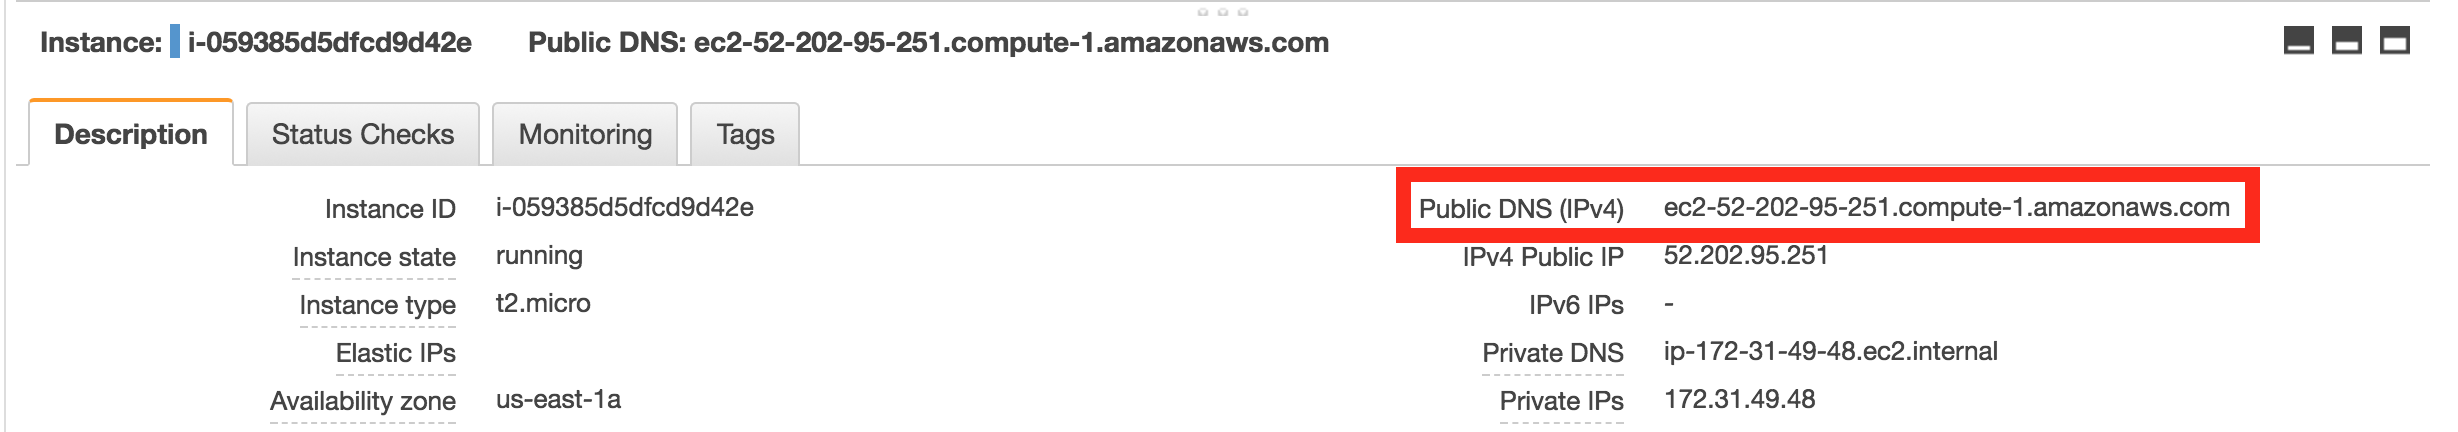 Instance: i-059385d5dfcd9d42e Public DNS: ec2-52-202-95-251.compute-1.amazonaws.com
Description Status Checks Monitoring Tags
Instance ID i-059385d5dfcd9d42e Public DNS (IPv4) ec2-52-202-95-251.compute-1.amazonaws.com
Instance state running IPv4 Public IP 52.202.95.251
Instance type t2.micro IPv6 IPs -
Elastic IPs Private DNS ip-172-31-49-48.ec2.internal
Availability zone us-east-1a Private IPs 172.31.49.48